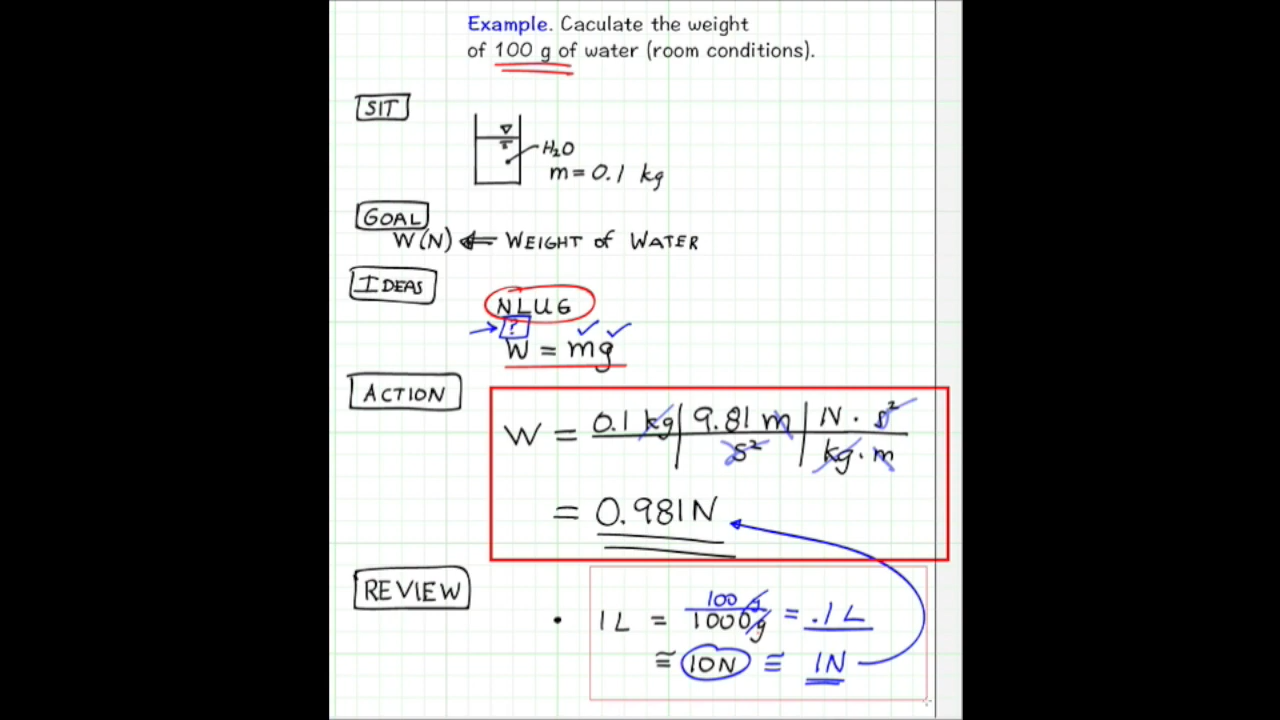 Example. Caculate the weight
of 100 g of water (room conditions).
SIT
H₂O
m = 0.1 kg
GOAL
W(N) ⇐ WEIGHT of WATER
IDEAS
NLUG
→ ?
✓ ✓
W = mg
ACTION
W = 0.1 kg | 9.81 m | N · s²
s² | kg · m
= 0.981N
REVIEW
100 g
• 1 L = 1000g = .1 L
≅ 10N ≅ 1N